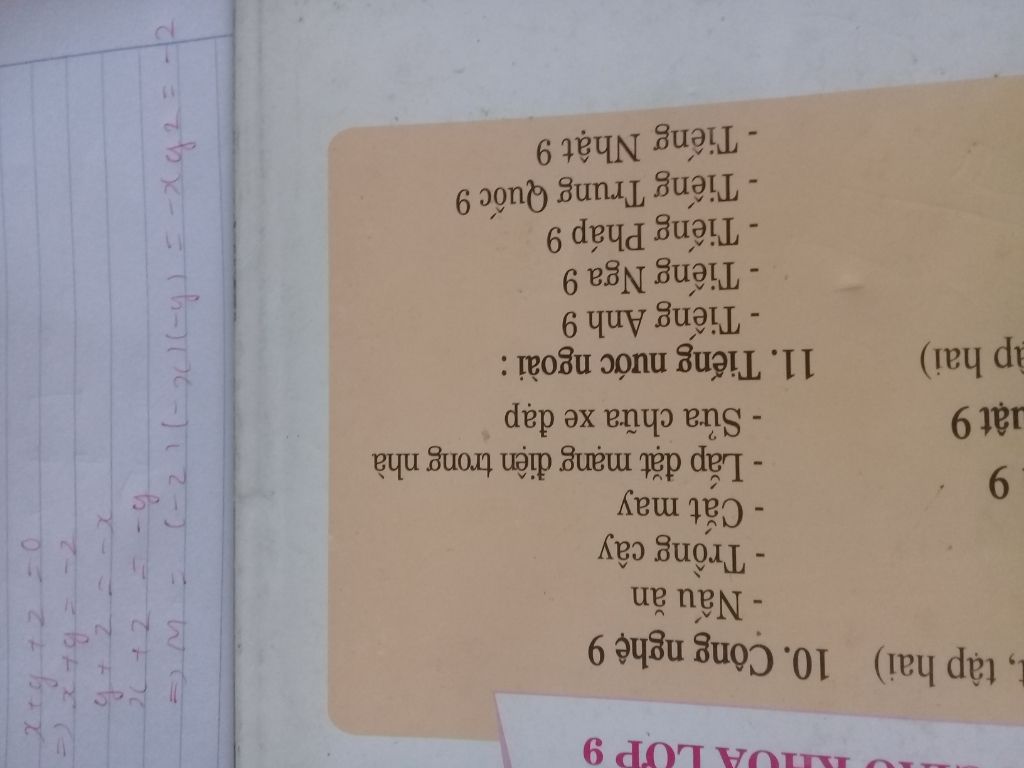 KHOA LỚP 9
t, tập hai)
9
uật 9
ập hai)
10. Công nghệ 9
- Nấu ăn
- Trồng cây
- Cắt may
- Lắp đặt mạng điện trong nhà
- Sửa chữa xe đạp
11. Tiếng nước ngoài :
- Tiếng Anh 9
- Tiếng Nga 9
- Tiếng Pháp 9
- Tiếng Trung Quốc 9
- Tiếng Nhật 9
x+y+z=0
=> x+y=-z
y+z=-x
x+z=-y
=> M = (-z)(-x)(-y) = -xyz = -2